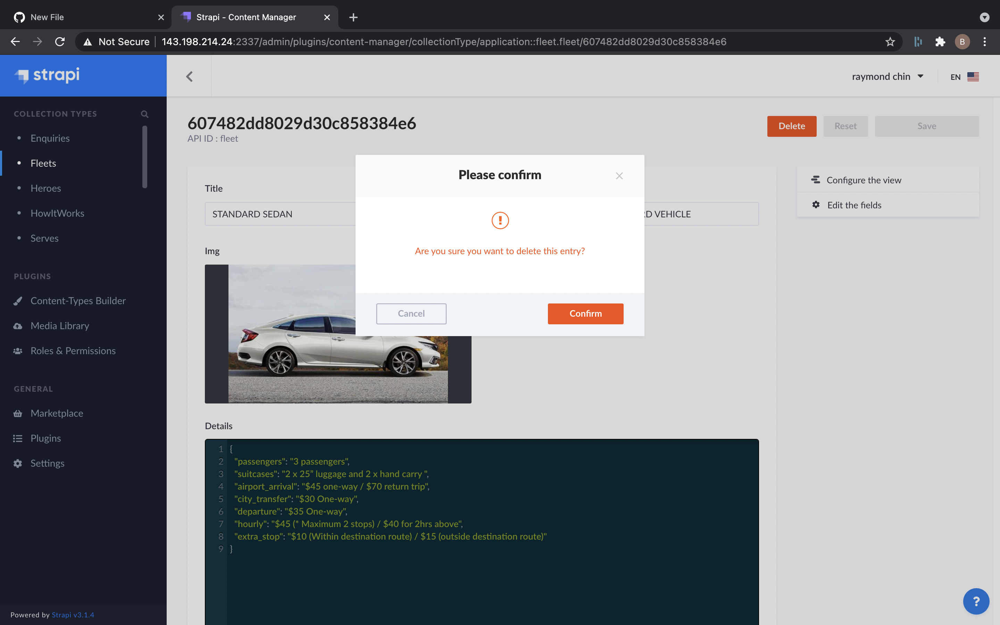 New File
Strapi - Content Manager
Not Secure
143.198.214.24:2337/admin/plugins/content-manager/collectionType/application::fleet.fleet/607482dd8029d30c858384e6
B
strapi
raymond chin
EN
COLLECTION TYPES
Enquiries
Fleets
Heroes
HowItWorks
Serves
PLUGINS
Content-Types Builder
Media Library
Roles & Permissions
GENERAL
Marketplace
Plugins
Settings
Powered by Strapi v3.1.4
607482dd8029d30c858384e6
API ID : fleet
Delete
Reset
Save
Configure the view
Edit the fields
Title
STANDARD SEDAN
D VEHICLE
Img
Please confirm
Are you sure you want to delete this entry?
Cancel
Confirm
Details
1 {
2 "passengers": "3 passengers",
3 "suitcases": "2 x 25” luggage and 2 x hand carry ",
4 "airport_arrival": "$45 one-way / $70 return trip",
5 "city_transfer": "$30 One-way",
6 "departure": "$35 One-way",
7 "hourly": "$45 (* Maximum 2 stops) / $40 for 2hrs above",
8 "extra_stop": "$10 (Within destination route) / $15 (outside destination route)"
9 }
?